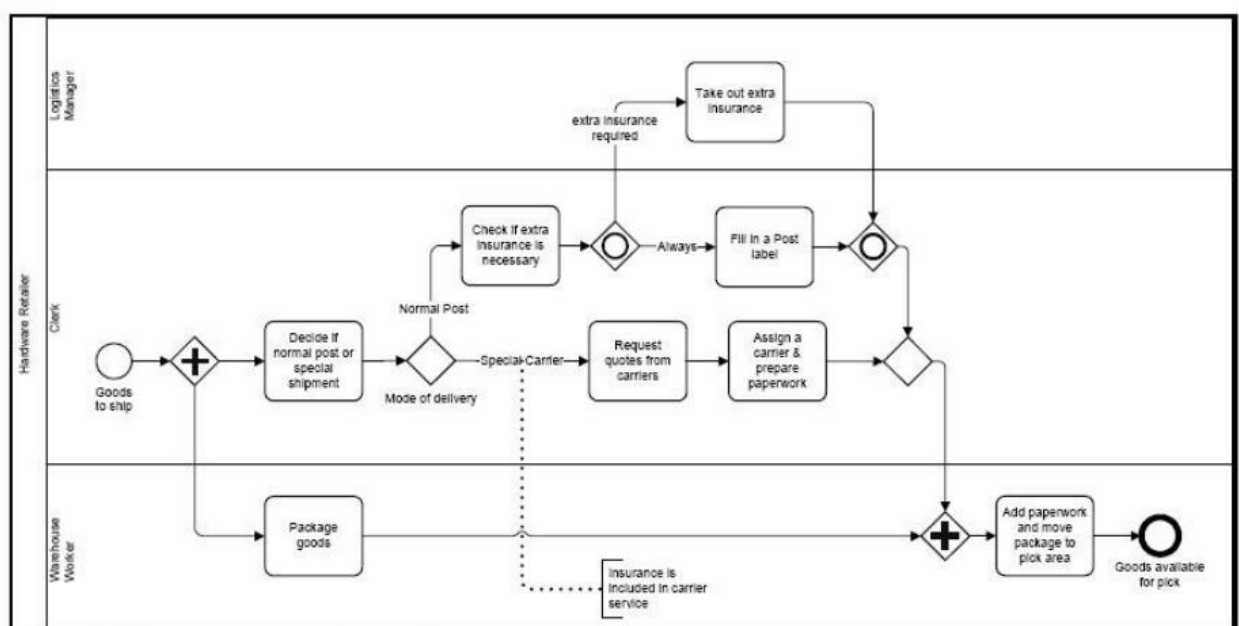 Hardware Retailer
Logistics
Manager
Take out extra
insurance
extra insurance
required
Clerk
Check if extra
insurance is
necessary
Always
Fill in a Post
label
Normal Post
Goods
to ship
Decide if
normal post or
special
shipment
Mode of delivery
Special Carrier
Request
quotes from
carriers
Assign a
carrier &
prepare
paperwork
Warehouse
Worker
Package
goods
Insurance is
included in carrier
service
Add paperwork
and move
package to
pick area
Goods available
for pick